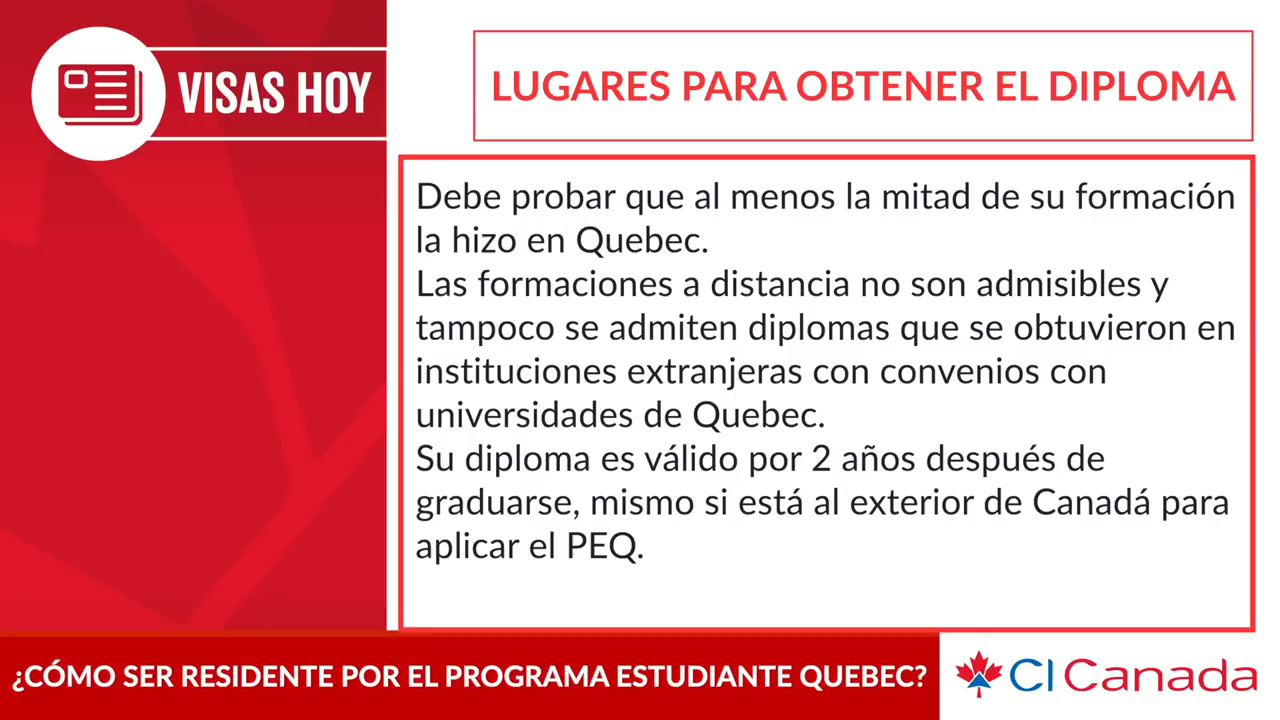 VISAS HOY
LUGARES PARA OBTENER EL DIPLOMA
Debe probar que al menos la mitad de su formación
la hizo en Quebec.
Las formaciones a distancia no son admisibles y
tampoco se admiten diplomas que se obtuvieron en
instituciones extranjeras con convenios con
universidades de Quebec.
Su diploma es válido por 2 años después de
graduarse, mismo si está al exterior de Canadá para
aplicar el PEQ.
¿CÓMO SER RESIDENTE POR EL PROGRAMA ESTUDIANTE QUEBEC?
CI Canada